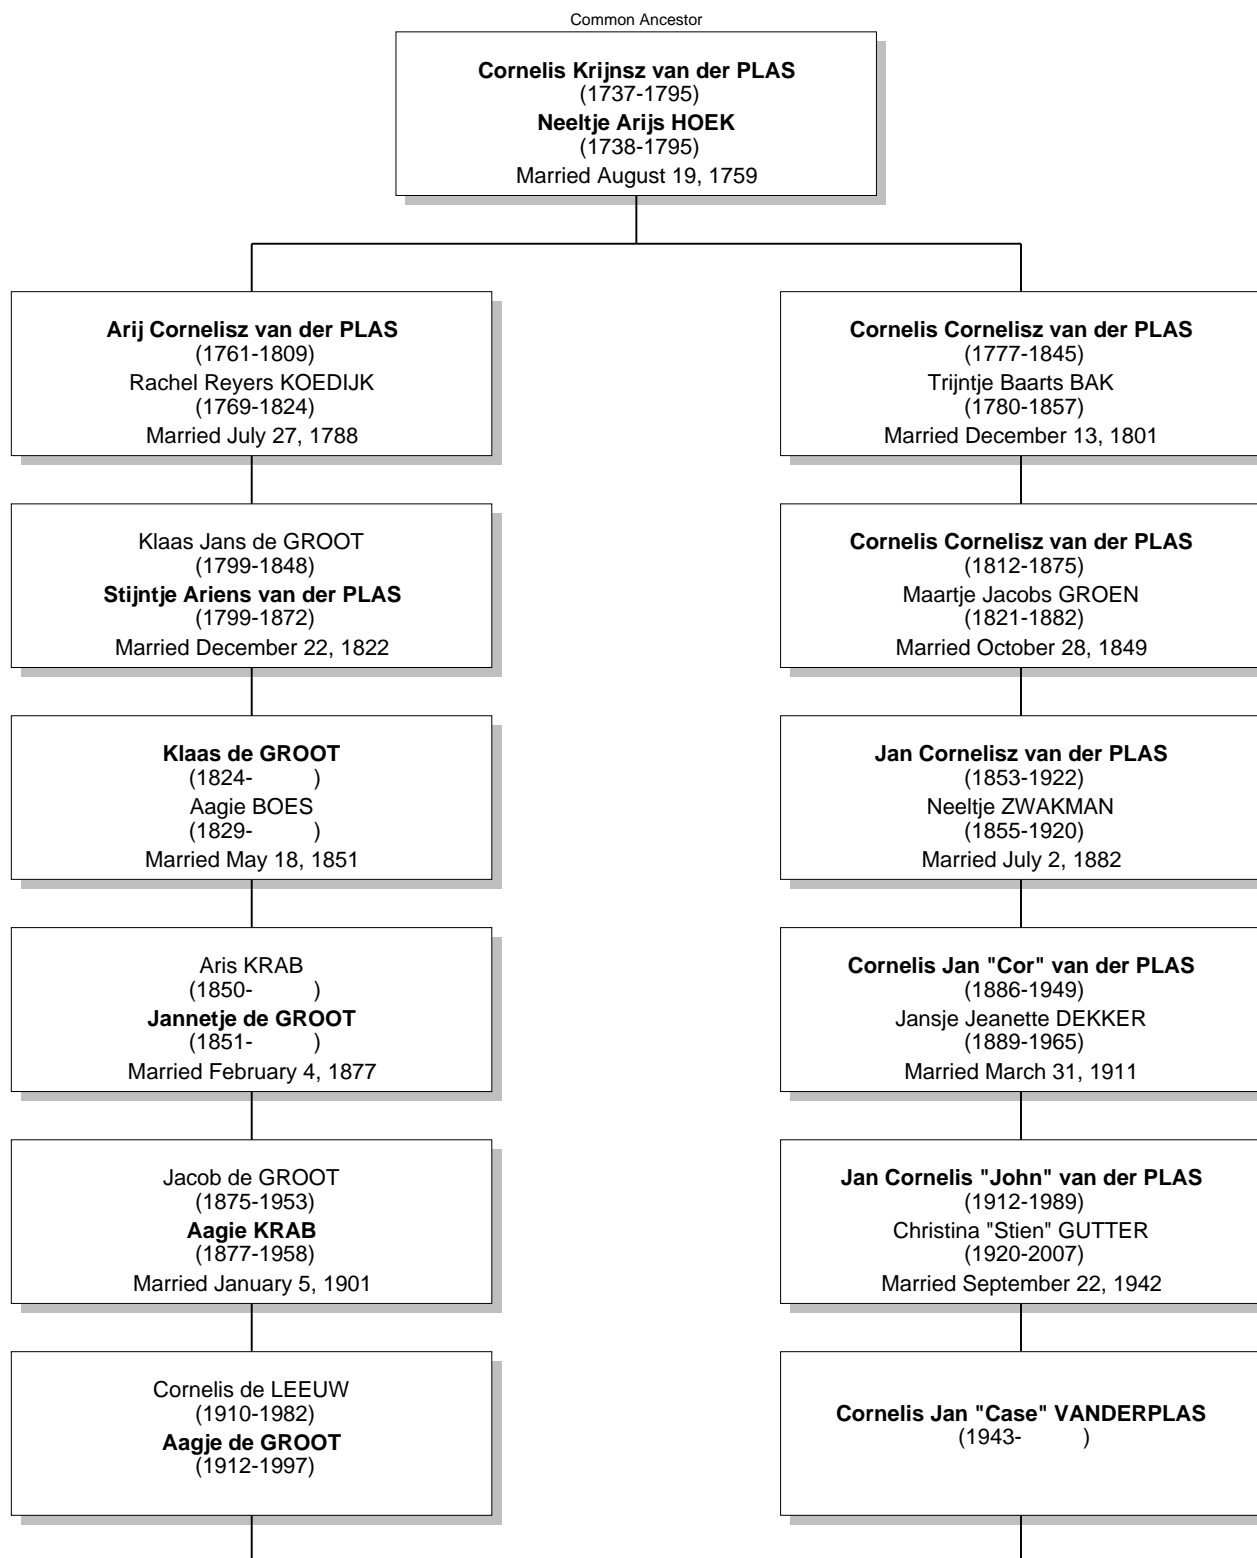 Common Ancestor
Cornelis Krijnsz van der PLAS
(1737-1795)
Neeltje Arijs HOEK
(1738-1795)
Married August 19, 1759
Arij Cornelisz van der PLAS
(1761-1809)
Rachel Reyers KOEDIJK
(1769-1824)
Married July 27, 1788
Cornelis Cornelisz van der PLAS
(1777-1845)
Trijntje Baarts BAK
(1780-1857)
Married December 13, 1801
Klaas Jans de GROOT
(1799-1848)
Stijntje Ariens van der PLAS
(1799-1872)
Married December 22, 1822
Cornelis Cornelisz van der PLAS
(1812-1875)
Maartje Jacobs GROEN
(1821-1882)
Married October 28, 1849
Klaas de GROOT
(1824- )
Aagie BOES
(1829- )
Married May 18, 1851
Jan Cornelisz van der PLAS
(1853-1922)
Neeltje ZWAKMAN
(1855-1920)
Married July 2, 1882
Aris KRAB
(1850- )
Jannetje de GROOT
(1851- )
Married February 4, 1877
Cornelis Jan "Cor" van der PLAS
(1886-1949)
Jansje Jeanette DEKKER
(1889-1965)
Married March 31, 1911
Jacob de GROOT
(1875-1953)
Aagie KRAB
(1877-1958)
Married January 5, 1901
Jan Cornelis "John" van der PLAS
(1912-1989)
Christina "Stien" GUTTER
(1920-2007)
Married September 22, 1942
Cornelis de LEEUW
(1910-1982)
Aagje de GROOT
(1912-1997)
Cornelis Jan "Case" VANDERPLAS
(1943- )